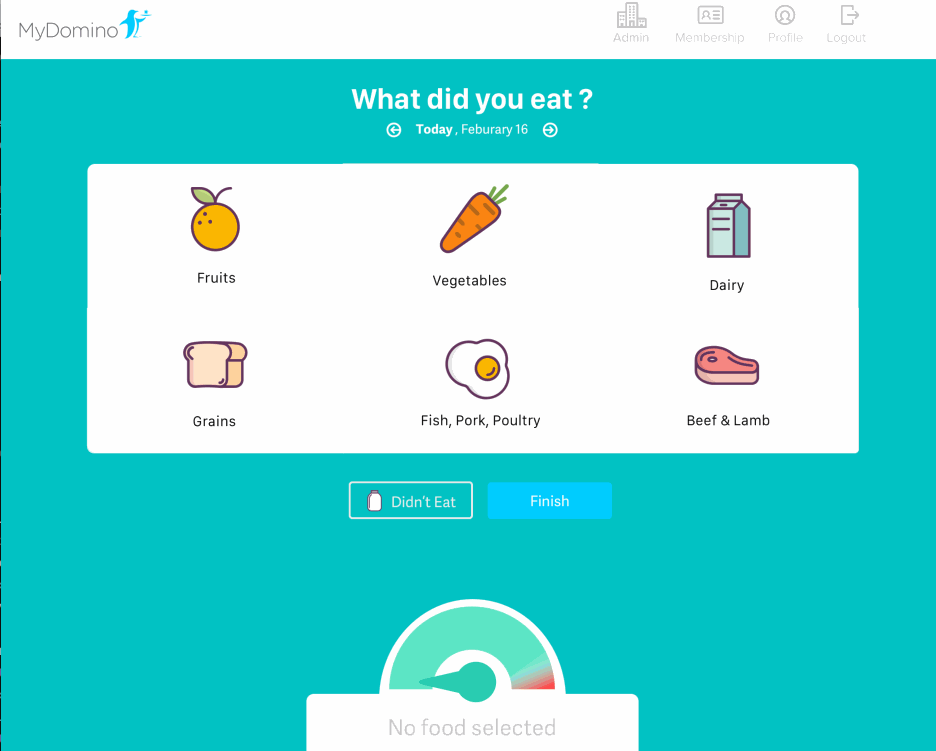 MyDomino
Admin
Membership
Profile
Logout
What did you eat ?
Today , Feburary 16
Fruits
Vegetables
Dairy
Grains
Fish, Pork, Poultry
Beef & Lamb
Didn't Eat
Finish
No food selected